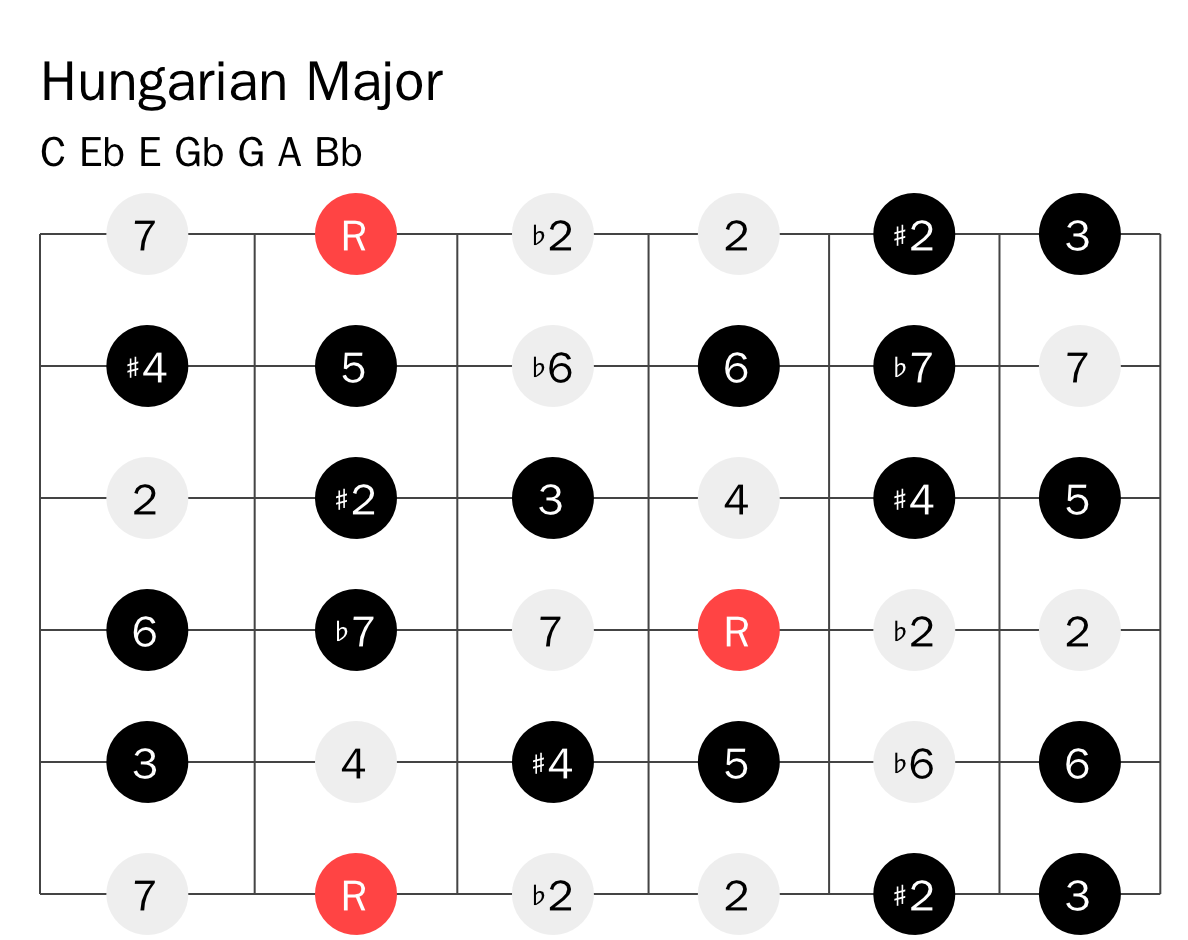 Hungarian Major
C Eb E Gb G A Bb
7 R ♭2 2 ♯2 3
♯4 5 ♭6 6 ♭7 7
2 ♯2 3 4 ♯4 5
6 ♭7 7 R ♭2 2
3 4 ♯4 5 ♭6 6
7 R ♭2 2 ♯2 3